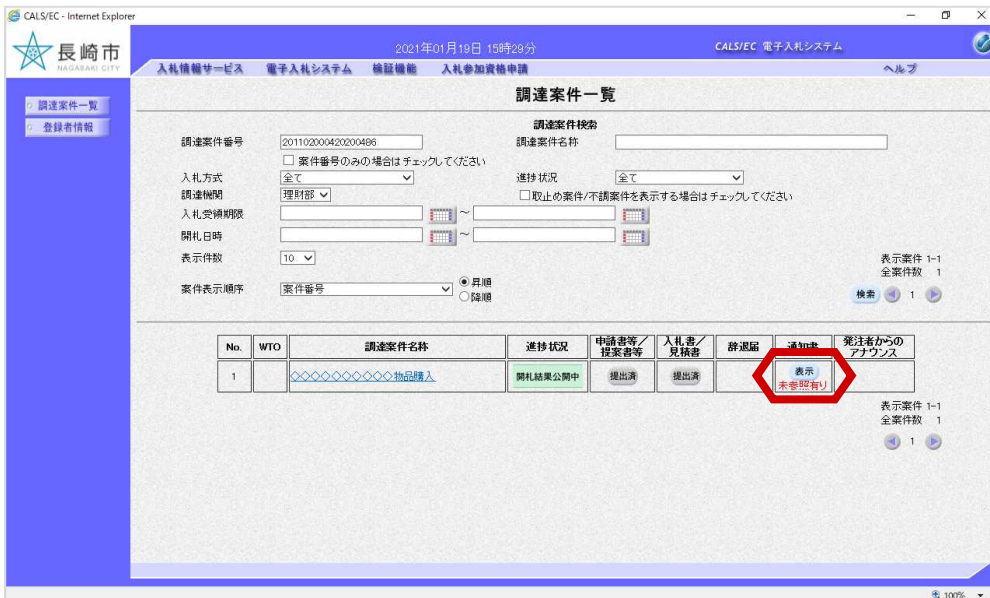 CALS/EC - Internet Explorer
長崎市
NAGASAKI CITY
2021年01月19日 15時29分
CALS/EC 電子入札システム
入札情報サービス 電子入札システム 検証機能 入札参加資格申請 ヘルプ
調達案件一覧
登録者情報
調達案件一覧
調達案件検索
調達案件番号 201102000420200486 調達案件名称
案件番号のみの場合はチェックしてください
入札方式 全て 進捗状況 全て
調達機関 理財部 取止め案件/不調案件を表示する場合はチェックしてください
入札受領期限 ~
開札日時 ~
表示件数 10
表示案件 1-1
全案件数 1
案件表示順序 案件番号 昇順
降順
検索 1
No. WTO 調達案件名称 進捗状況 申請書等/提案書等 入札書/見積書 辞退届 通知書 発注者からのアナウンス
1 ◇◇◇◇◇◇◇◇◇◇物品購入 開札結果公開中 提出済 提出済 表示
未参照有り
表示案件 1-1
全案件数 1
1
100%